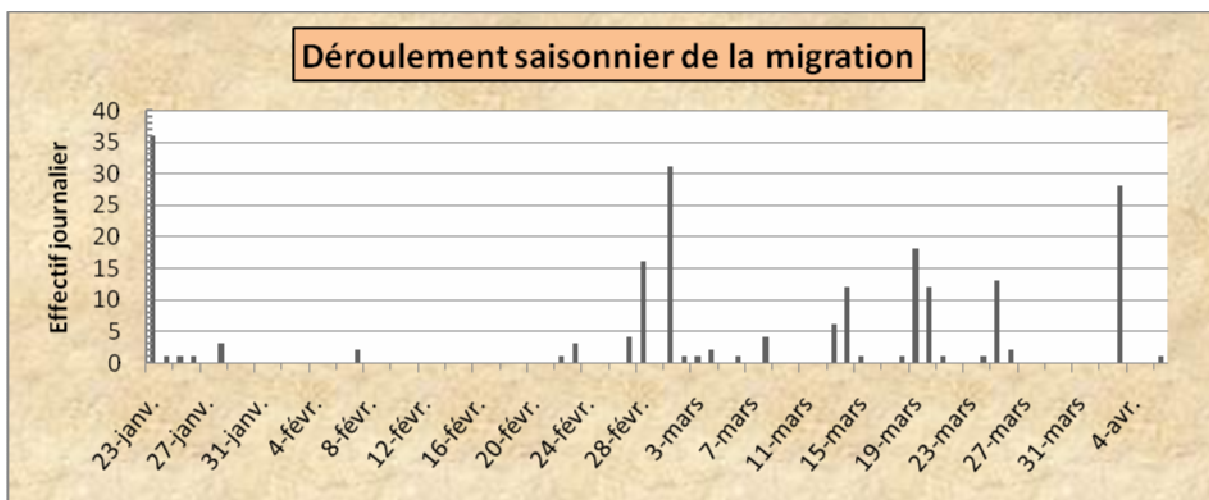 Déroulement saisonnier de la migration
Effectif journalier
40
35
30
25
20
15
10
5
0
23-janv.
27-janv.
31-janv.
4-févr.
8-févr.
12-févr.
16-févr.
20-févr.
24-févr.
28-févr.
3-mars
7-mars
11-mars
15-mars
19-mars
23-mars
27-mars
31-mars
4-avr.